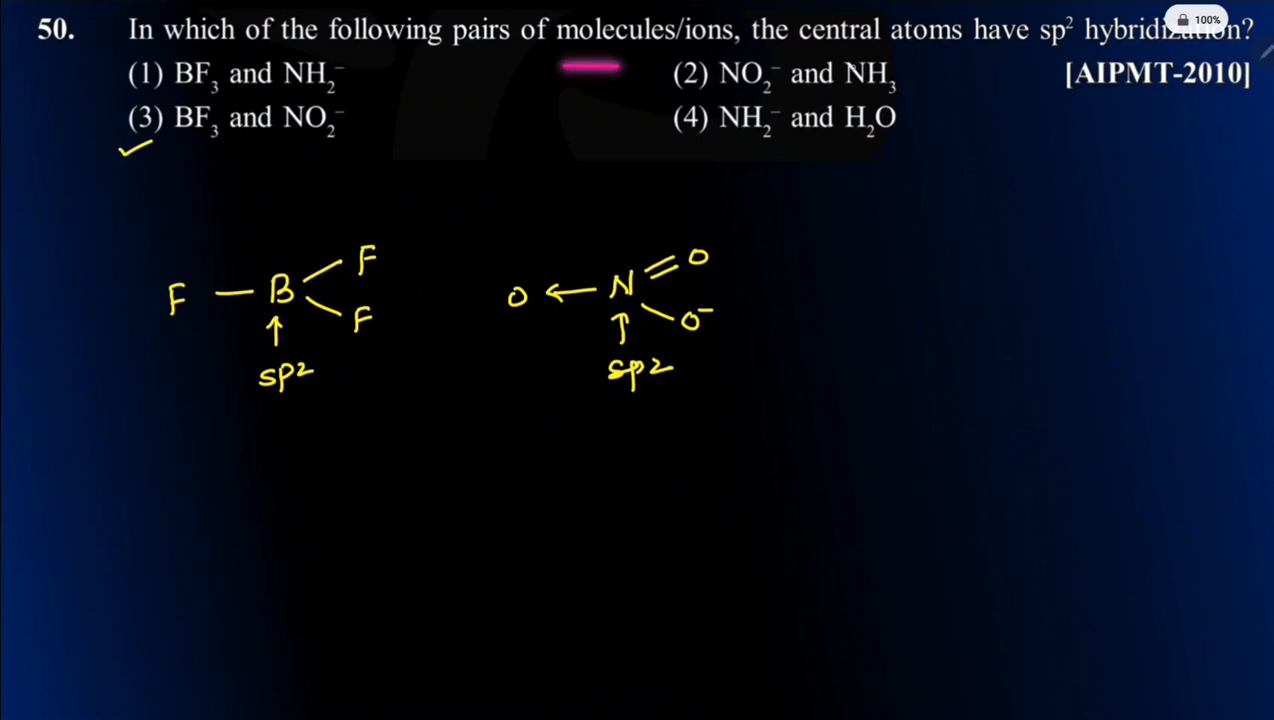 100%
50. In which of the following pairs of molecules/ions, the central atoms have sp² hybridization?
(1) BF₃ and NH₂⁻ (2) NO₂⁻ and NH₃ [AIPMT-2010]
(3) BF₃ and NO₂⁻ (4) NH₂⁻ and H₂O
F O
F — B O ← N
F O⁻
sp² sp²